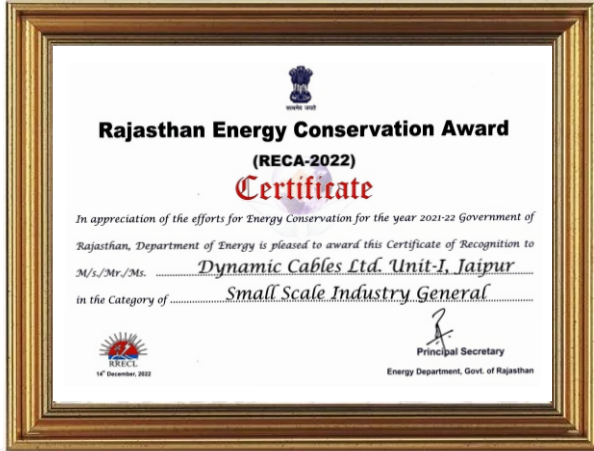 सत्यमेव जयते
Rajasthan Energy Conservation Award
(RECA-2022)
Certificate
In appreciation of the efforts for Energy Conservation for the year 2021-22 Government of
Rajasthan, Department of Energy is pleased to award this Certificate of Recognition to
M/s./Mr./Ms. Dynamic Cables Ltd. Unit-I, Jaipur
in the Category of Small Scale Industry General
RRECL
14th December, 2022
Principal Secretary
Energy Department, Govt. of Rajasthan